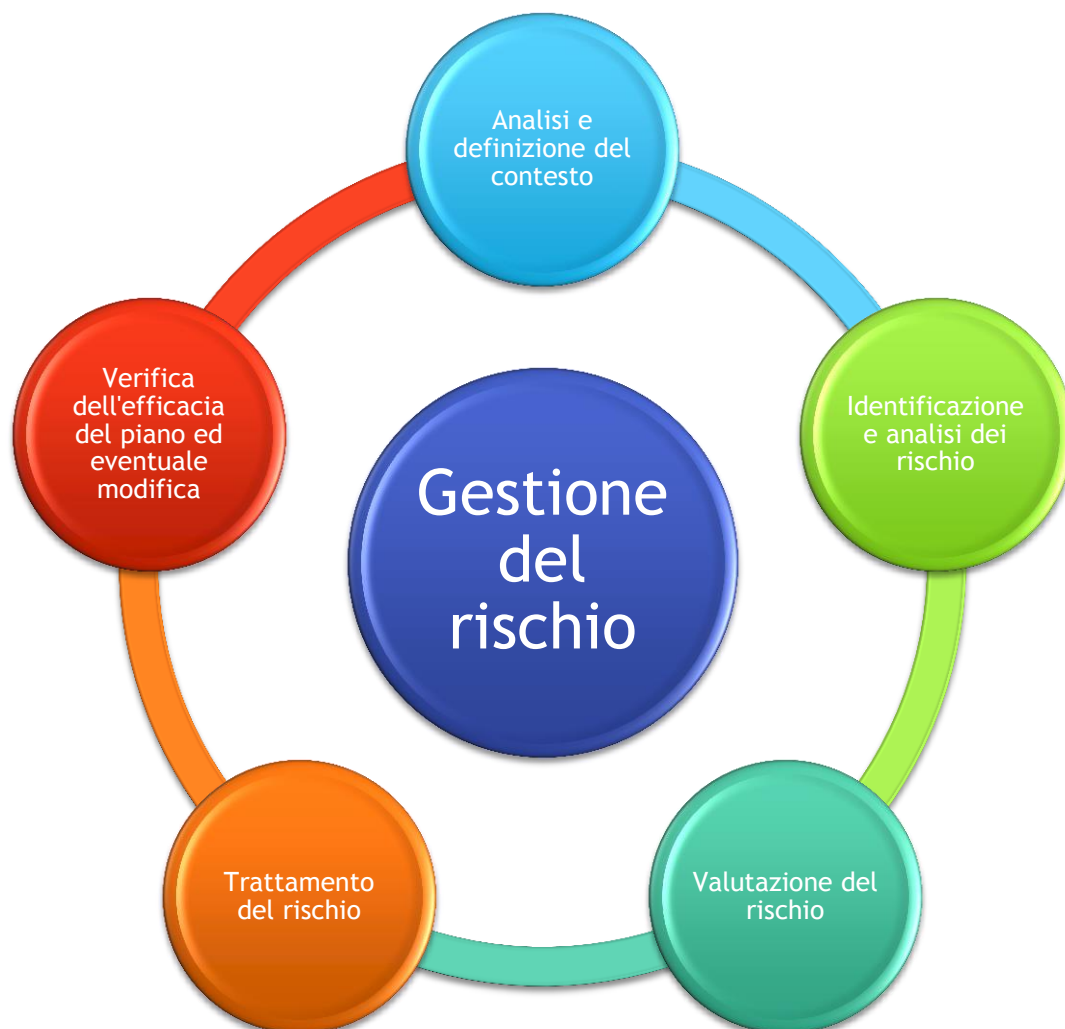 Analisi e
definizione del
contesto
Identificazione
e analisi dei
rischio
Valutazione del
rischio
Trattamento
del rischio
Verifica
dell'efficacia
del piano ed
eventuale
modifica
Gestione
del
rischio